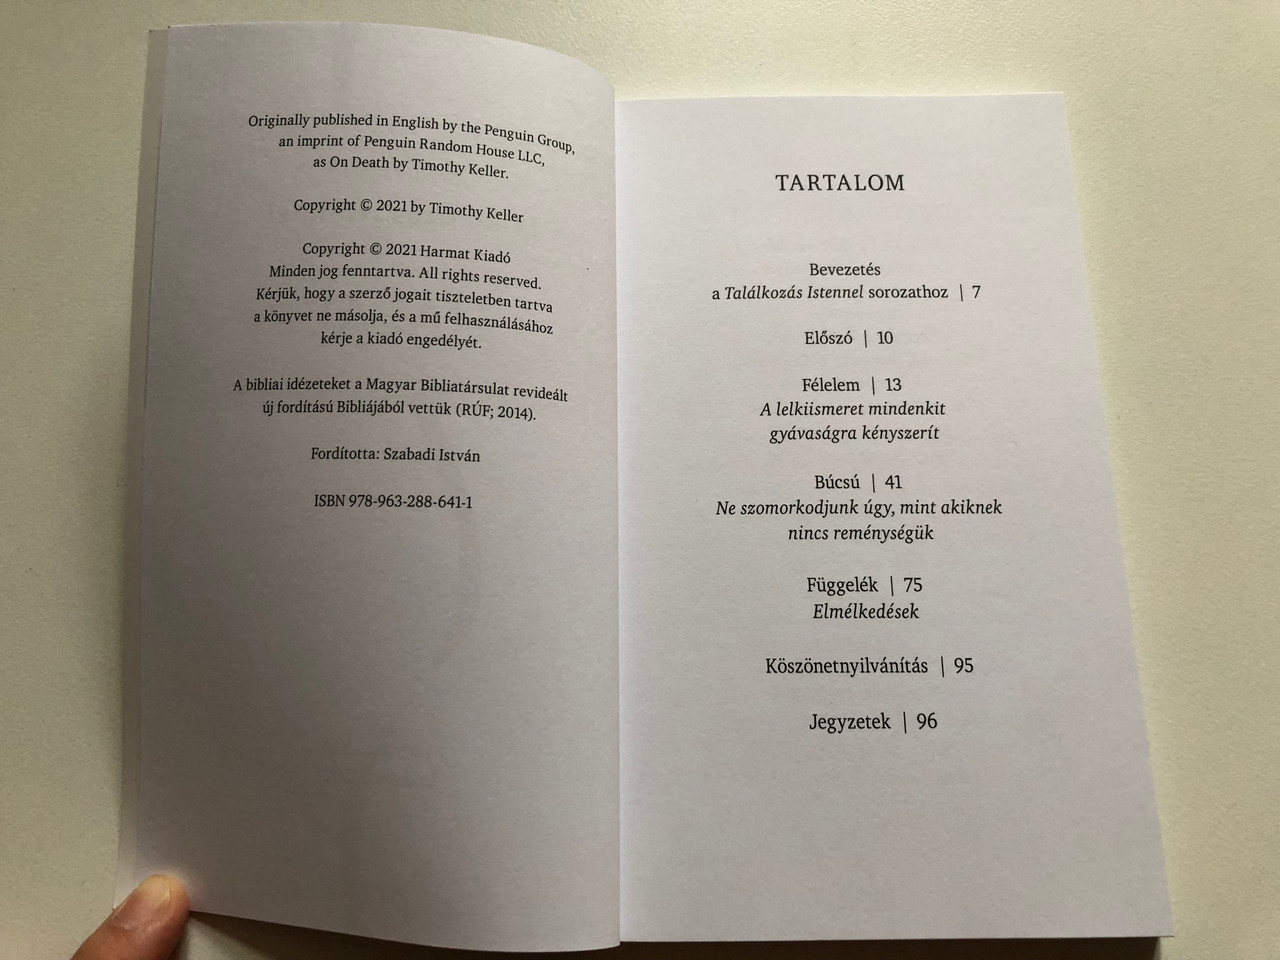 Originally published in English by the Penguin Group,
an imprint of Penguin Random House LLC,
as On Death by Timothy Keller.
Copyright © 2021 by Timothy Keller
Copyright © 2021 Harmat Kiadó
Minden jog fenntartva. All rights reserved.
Kérjük, hogy a szerző jogait tiszteletben tartva
a könyvet ne másolja, és a mű felhasználásához
kérje a kiadó engedélyét.
A bibliai idézeteket a Magyar Bibliatársulat revideált
új fordítású Bibliájából vettük (RÚF; 2014).
Fordította: Szabadi István
ISBN 978-963-288-641-1
TARTALOM
Bevezetés
a Találkozás Istennel sorozathoz | 7
Előszó | 10
Félelem | 13
A lelkiismeret mindenkit
gyávaságra kényszerít
Búcsú | 41
Ne szomorkodjunk úgy, mint akiknek
nincs reménységük
Függelék | 75
Elmélkedések
Köszönetnyilvánítás | 95
Jegyzetek | 96